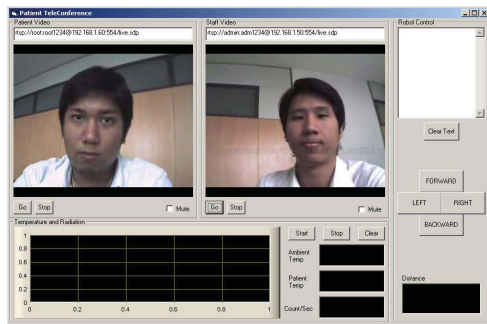 Patient TeleConference
Patient Video
rtsp://root:root1234@192.168.1.60:554/live.sdp
Go Stop Mute
Staff Video
rtsp://admin:adm1234@192.168.1.50:554/live.sdp
Go Stop Mute
Robot Control
Clear Text
FORWARD
LEFT RIGHT
BACKWARD
Distance
Temperature and Radiation
1
0.8
0.6
0.4
0.2
0
0 0.2 0.4 0.6 0.8 1
Start Stop Clear
Ambient
Temp
Patient
Temp
Count/Sec